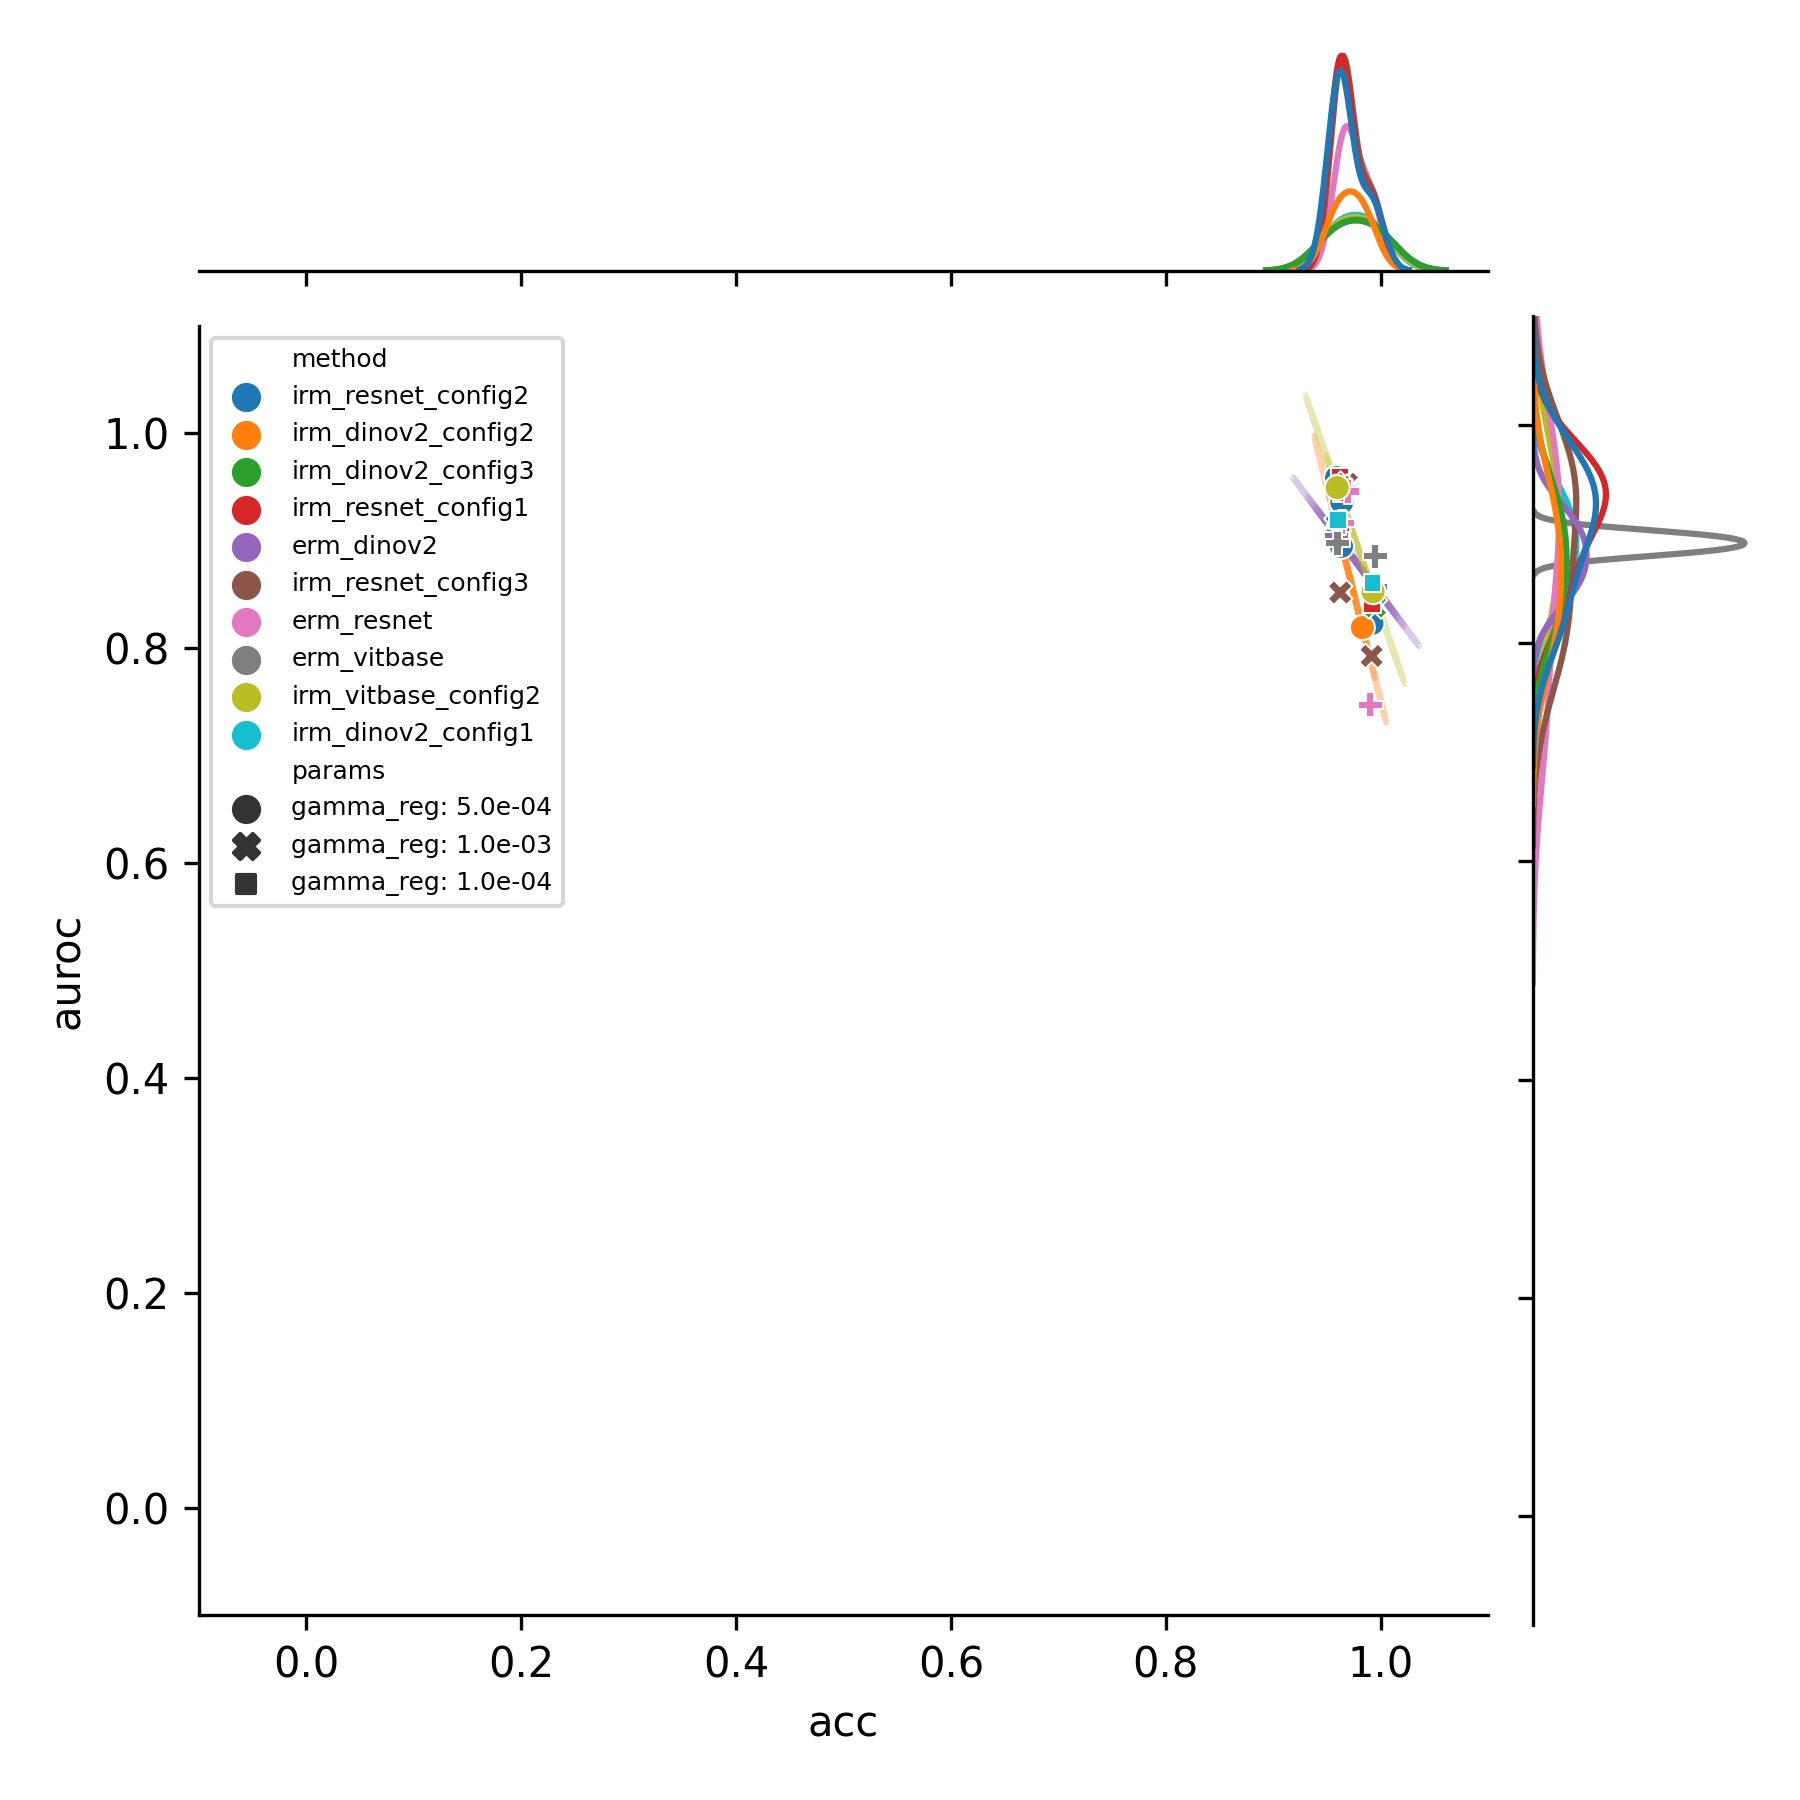 method
irm_resnet_config2
irm_dinov2_config2
irm_dinov2_config3
irm_resnet_config1
erm_dinov2
irm_resnet_config3
erm_resnet
erm_vitbase
irm_vitbase_config2
irm_dinov2_config1
params
gamma_reg: 5.0e-04
gamma_reg: 1.0e-03
gamma_reg: 1.0e-04
auroc
1.0
0.8
0.6
0.4
0.2
0.0
0.0 0.2 0.4 0.6 0.8 1.0
acc